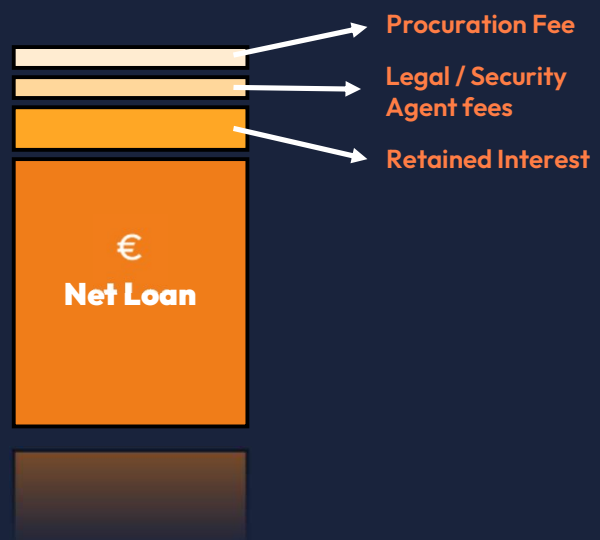 Procuration Fee
Legal / Security
Agent fees
Retained Interest
€
Net Loan